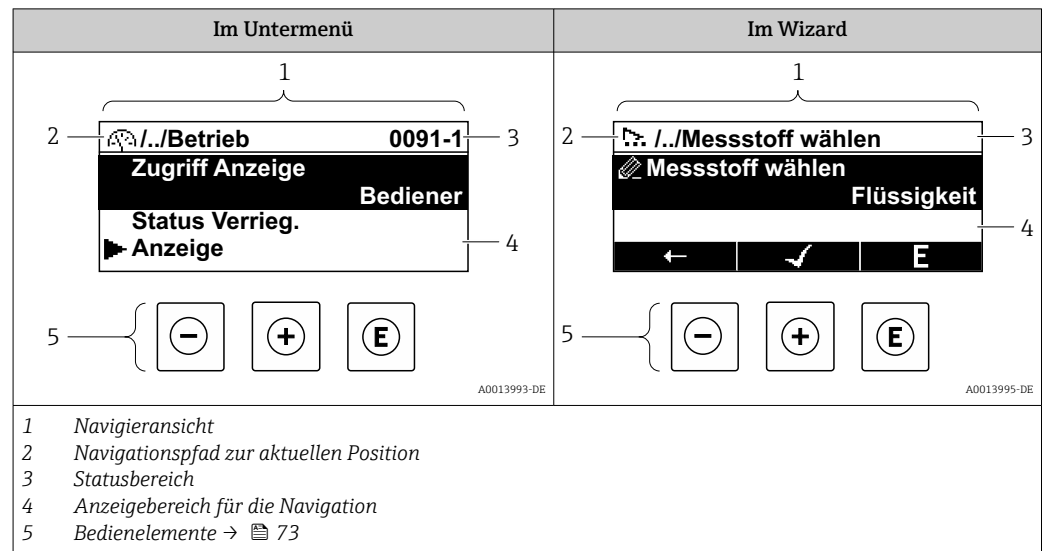 Im Untermenü
Im Wizard
1
2
/../Betrieb 0091-1
3
Zugriff Anzeige
Bediener
Status Verrieg.
Anzeige
4
5
- + E
A0013993-DE
1
2
/../Messstoff wählen
3
Messstoff wählen
Flüssigkeit
4
← ✓ E
5
- + E
A0013995-DE
1 Navigieransicht
2 Navigationspfad zur aktuellen Position
3 Statusbereich
4 Anzeigebereich für die Navigation
5 Bedienelemente → 73